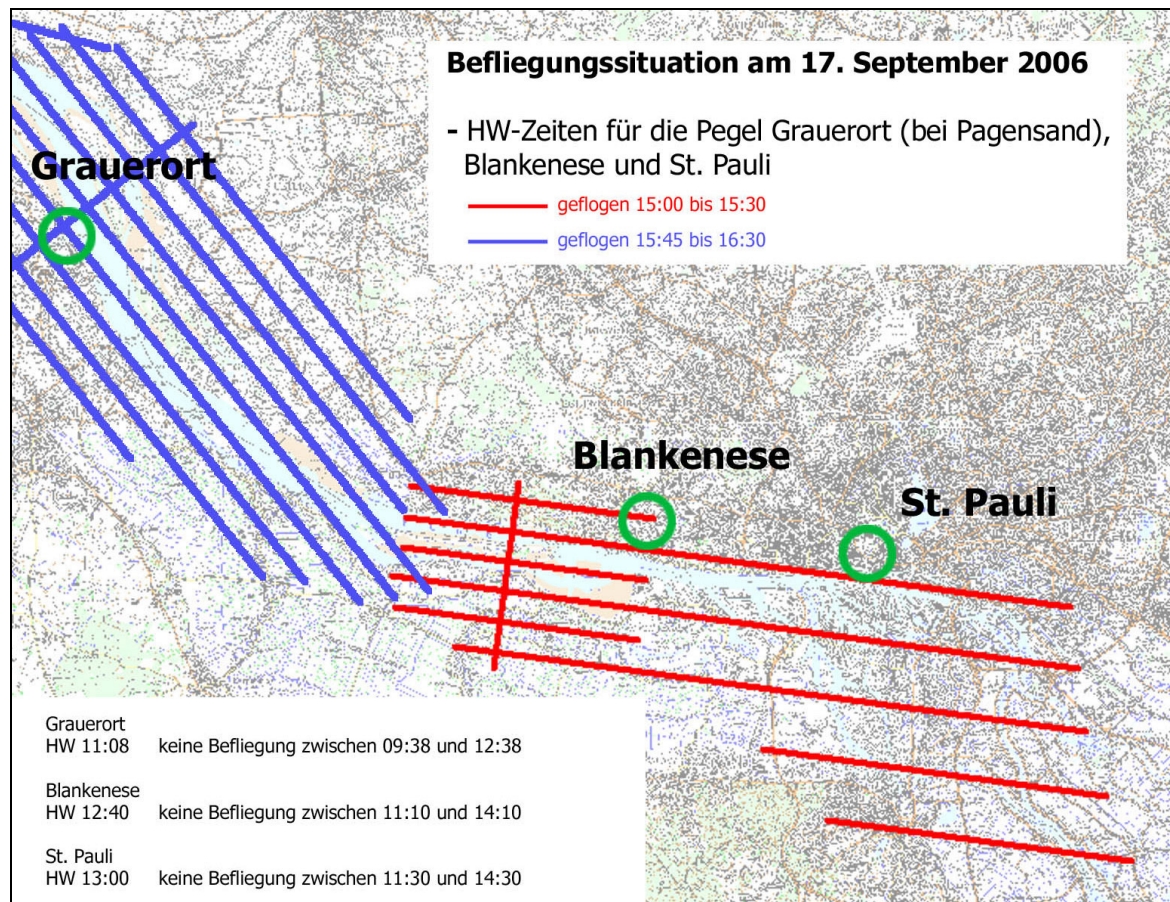 Befliegungssituation am 17. September 2006
- HW-Zeiten für die Pegel Grauerort (bei Pagensand),
Blankenese und St. Pauli
geflogen 15:00 bis 15:30
geflogen 15:45 bis 16:30
Grauerort
Blankenese
St. Pauli
Grauerort
HW 11:08 keine Befliegung zwischen 09:38 und 12:38
Blankenese
HW 12:40 keine Befliegung zwischen 11:10 und 14:10
St. Pauli
HW 13:00 keine Befliegung zwischen 11:30 und 14:30